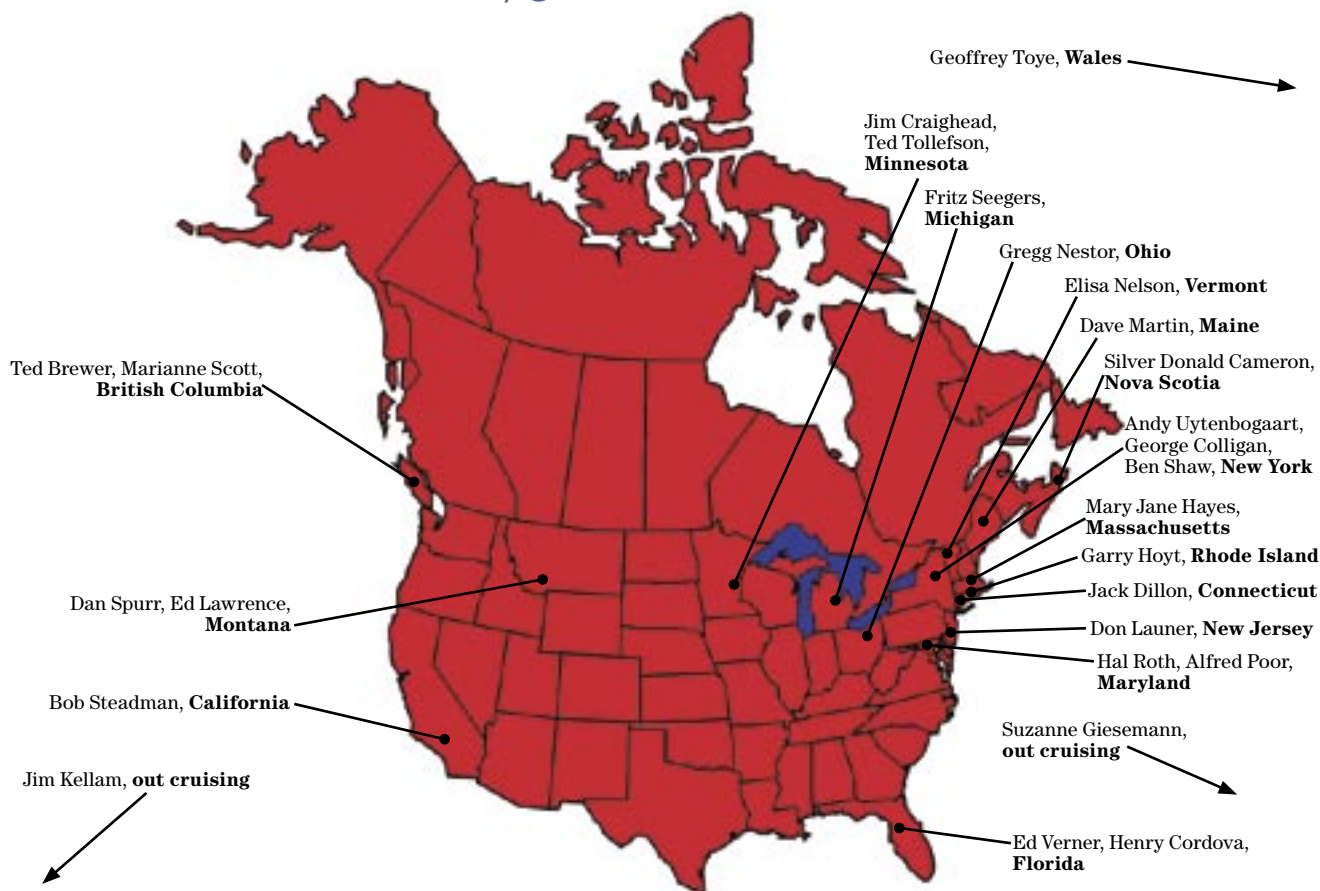 Geoffrey Toye, Wales
Jim Craighead,
Ted Tollefson,
Minnesota
Fritz Seegers,
Michigan
Gregg Nestor, Ohio
Elisa Nelson, Vermont
Dave Martin, Maine
Silver Donald Cameron,
Nova Scotia
Ted Brewer, Marianne Scott,
British Columbia
Andy Uytenbogaart,
George Colligan,
Ben Shaw, New York
Mary Jane Hayes,
Massachusetts
Garry Hoyt, Rhode Island
Jack Dillon, Connecticut
Dan Spurr, Ed Lawrence,
Montana
Don Launer, New Jersey
Hal Roth, Alfred Poor,
Maryland
Bob Steadman, California
Suzanne Giesemann,
out cruising
Jim Kellam, out cruising
Ed Verner, Henry Cordova,
Florida